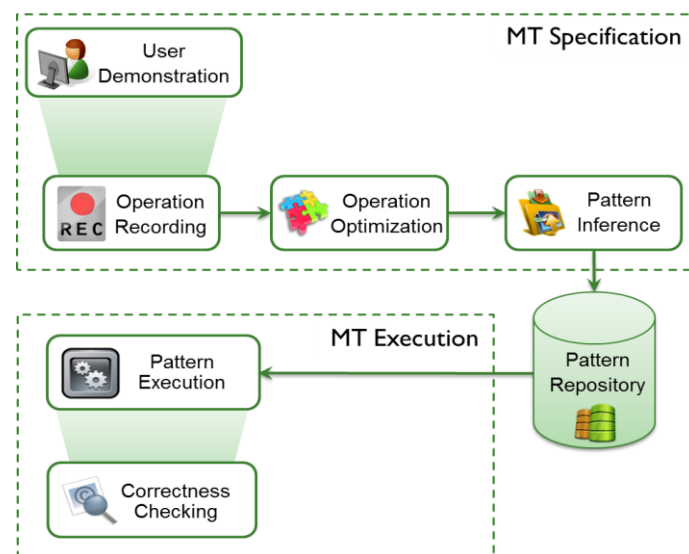 MT Specification
User
Demonstration
REC
Operation
Recording
Operation
Optimization
Pattern
Inference
MT Execution
Pattern
Execution
Pattern
Repository
©
Correctness
Checking